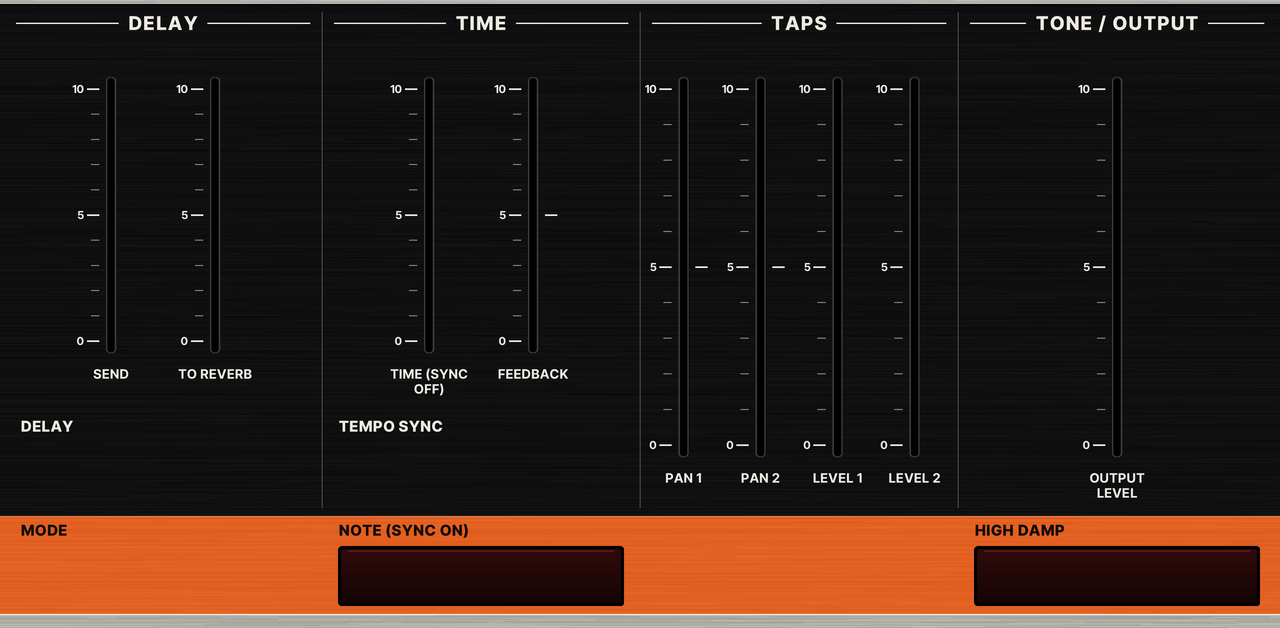 DELAY
TIME
TAPS
TONE / OUTPUT
10 10 10 10 10 10 10 10 10
5 5 5 5
5 5 5 5 5
0 0 0 0
SEND
TO REVERB
TIME (SYNC
OFF)
FEEDBACK
DELAY
TEMPO SYNC
0 0 0 0 0
PAN 1
PAN 2
LEVEL 1
LEVEL 2
OUTPUT
LEVEL
MODE
NOTE (SYNC ON)
HIGH DAMP